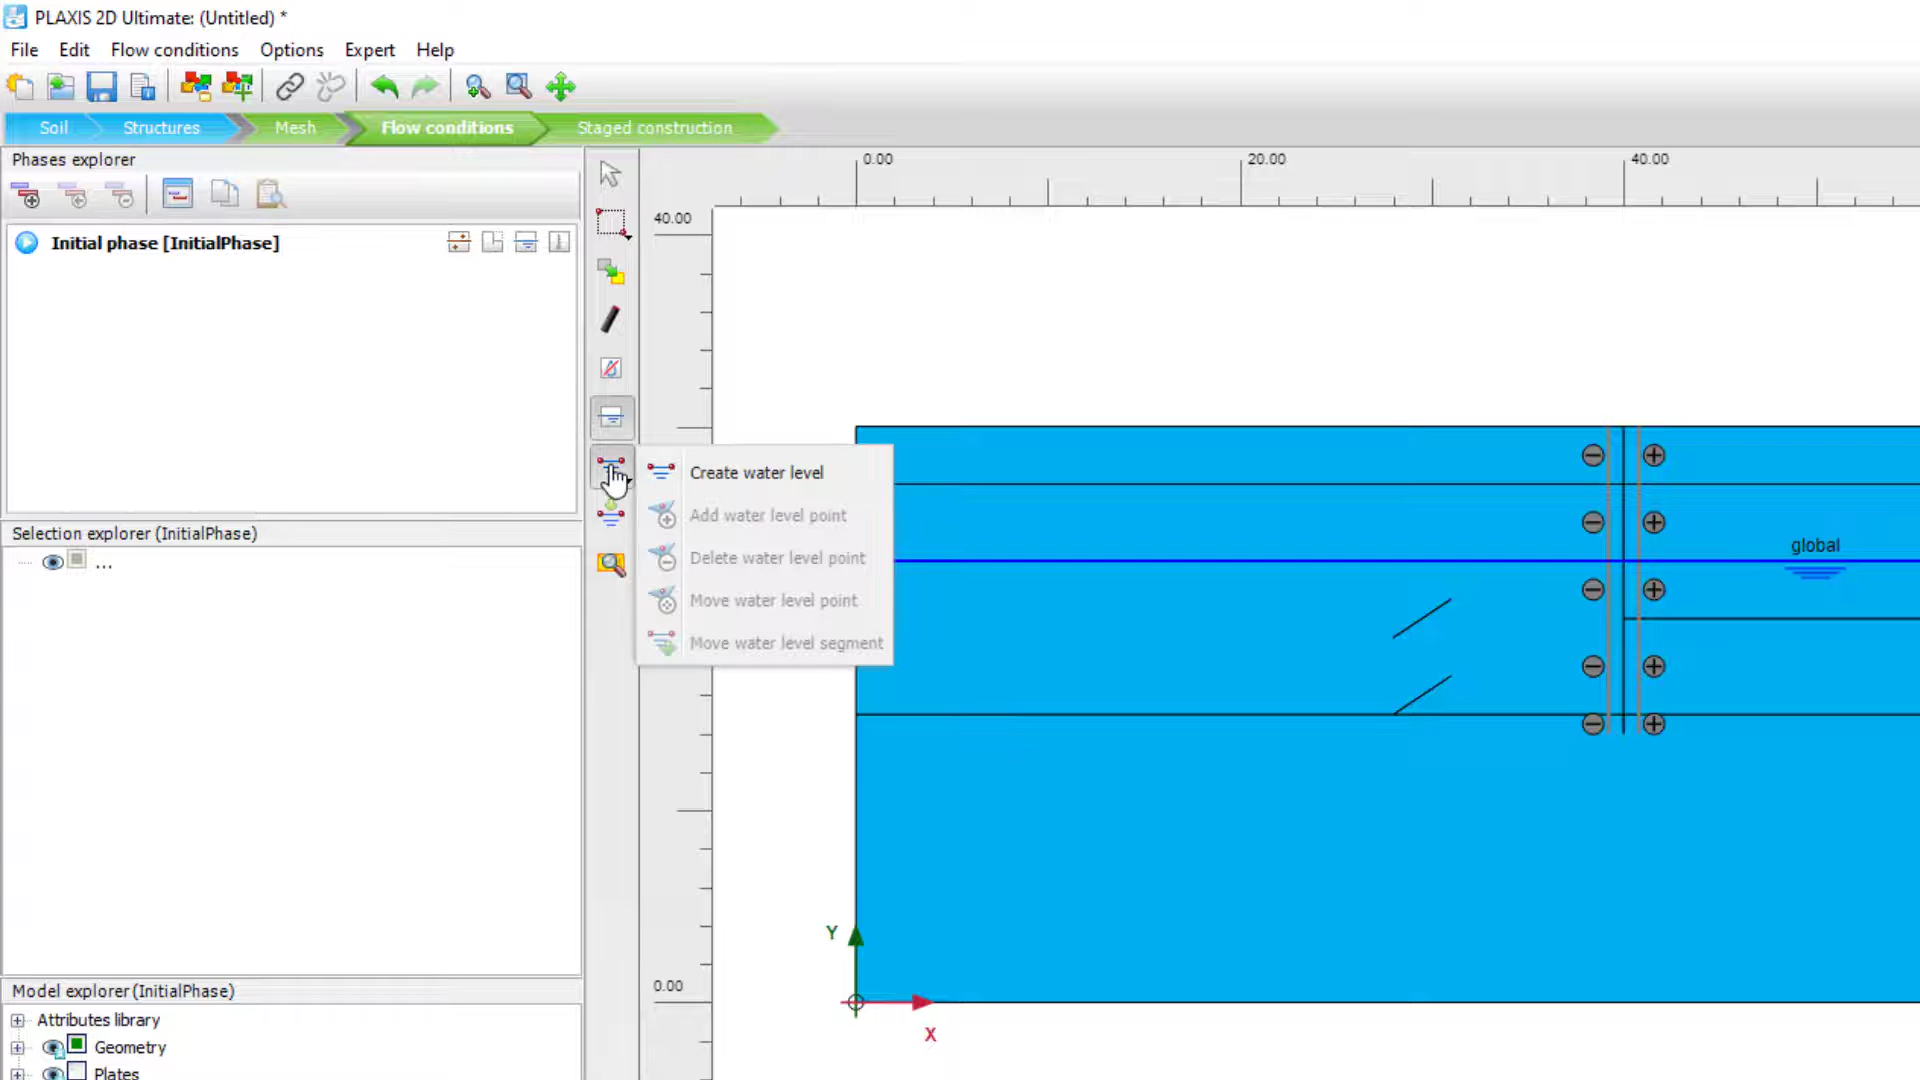 PLAXIS 2D Ultimate: (Untitled) *
File Edit Flow conditions Options Expert Help
Soil Structures Mesh Flow conditions Staged construction
Phases explorer
Initial phase [InitialPhase]
Selection explorer (InitialPhase)
...
Model explorer (InitialPhase)
Attributes library
Geometry
Plates
Create water level
Add water level point
Delete water level point
Move water level point
Move water level segment
0.00 20.00 40.00
40.00
0.00
global
Y
X